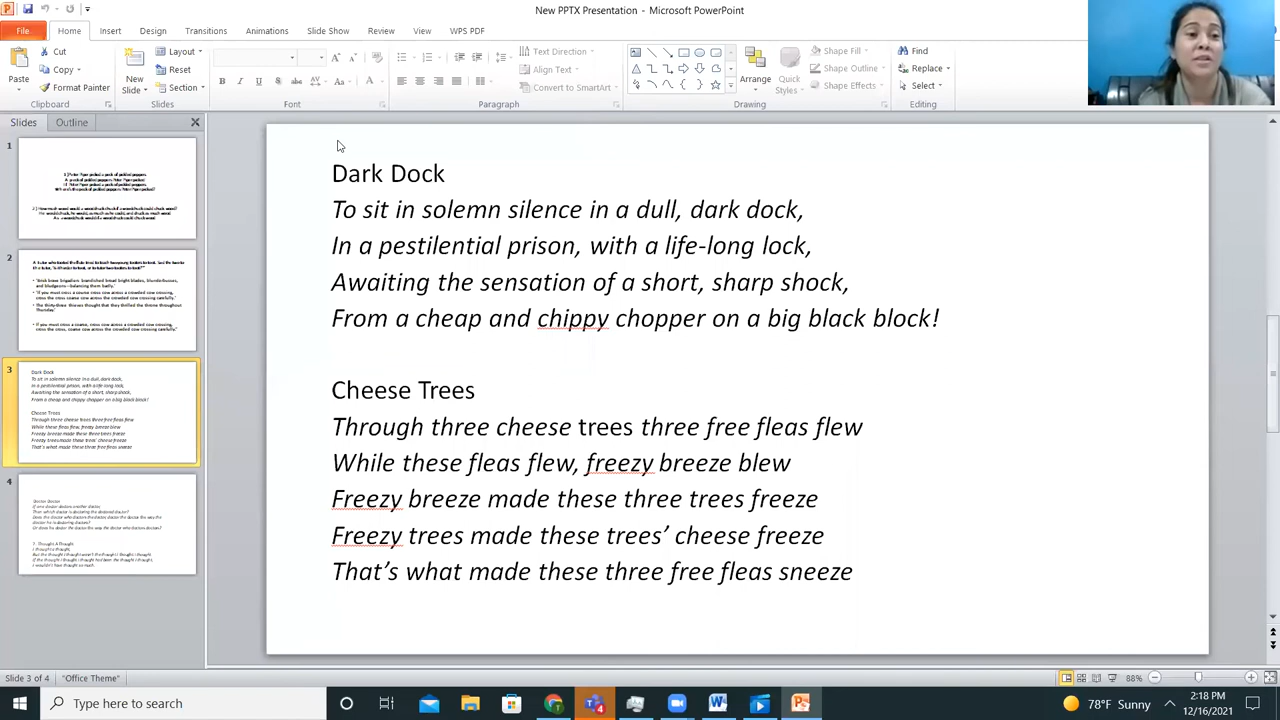 New PPTX Presentation - Microsoft PowerPoint
File Home Insert Design Transitions Animations Slide Show Review View WPS PDF
Paste
Cut
Copy
Format Painter
Clipboard
New Slide
Layout
Reset
Section
Slides
Font
Text Direction
Align Text
Convert to SmartArt
Paragraph
Arrange
Quick Styles
Shape Fill
Shape Outline
Shape Effects
Drawing
Find
Replace
Select
Editing
Slides Outline
1
2
3
4
Dark Dock
To sit in solemn silence in a dull, dark dock,
In a pestilential prison, with a life-long lock,
Awaiting the sensation of a short, sharp shock,
From a cheap and chippy chopper on a big black block!
Cheese Trees
Through three cheese trees three free fleas flew
While these fleas flew, freezy breeze blew
Freezy breeze made these three trees freeze
Freezy trees made these trees’ cheese freeze
That’s what made these three free fleas sneeze
Slide 3 of 4 "Office Theme" 88%
Type here to search
78°F Sunny
2:18 PM
12/16/2021